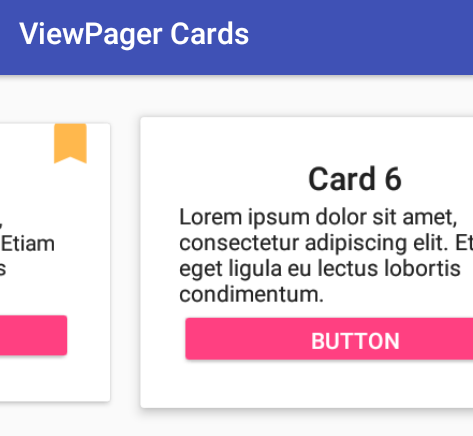 ViewPager Cards
,
Etiam
s
Card 6
Lorem ipsum dolor sit amet,
consectetur adipiscing elit. Et
eget ligula eu lectus lobortis
condimentum.
BUTTON